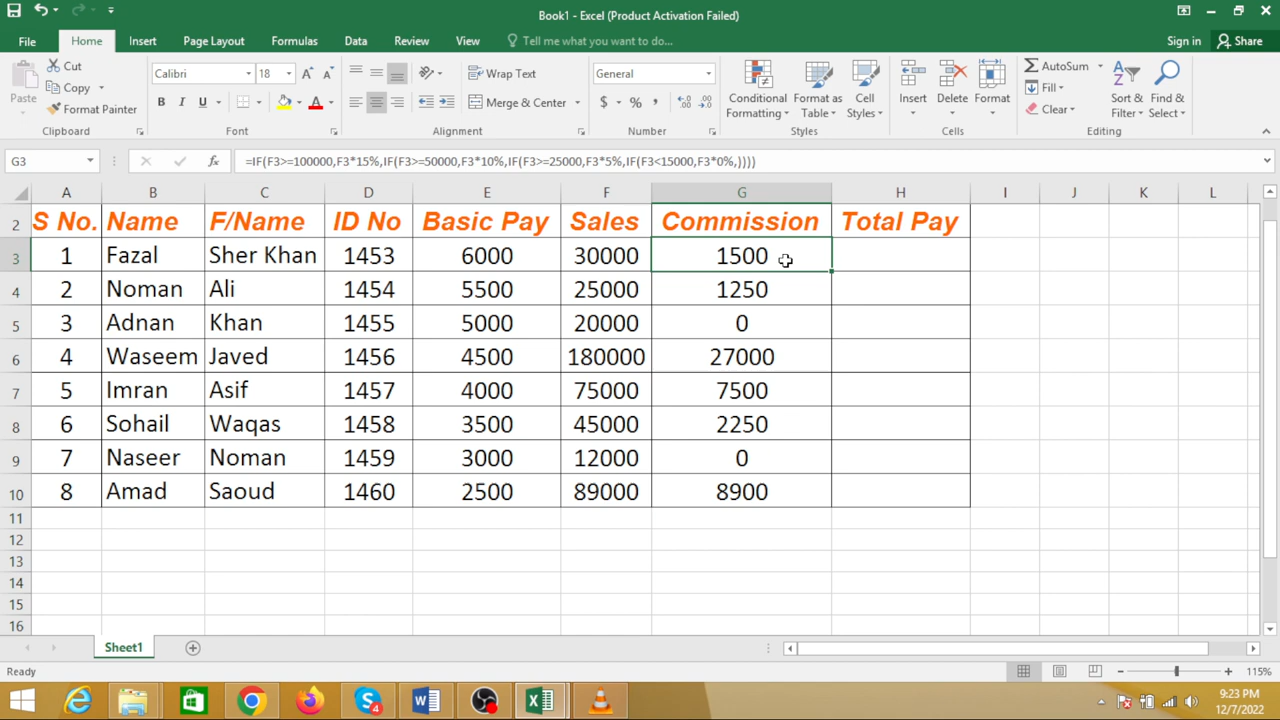 Book1 - Excel (Product Activation Failed)
File Home Insert Page Layout Formulas Data Review View Tell me what you want to do... Sign in Share
Paste Cut Copy Format Painter
Calibri 18 A A
B I U A
Wrap Text
Merge & Center
General
$ % ,
Conditional Formatting Format as Table Cell Styles
Insert Delete Format
AutoSum Fill Clear
Sort & Filter Find & Select
Clipboard Font Alignment Number Styles Cells Editing
G3 fx =IF(F3>=100000,F3*15%,IF(F3>=50000,F3*10%,IF(F3>=25000,F3*5%,IF(F3<15000,F3*0%,))))
A B C D E F G H I J K L
2 S No. Name F/Name ID No Basic Pay Sales Commission Total Pay
3 1 Fazal Sher Khan 1453 6000 30000 1500
4 2 Noman Ali 1454 5500 25000 1250
5 3 Adnan Khan 1455 5000 20000 0
6 4 Waseem Javed 1456 4500 180000 27000
7 5 Imran Asif 1457 4000 75000 7500
8 6 Sohail Waqas 1458 3500 45000 2250
9 7 Naseer Noman 1459 3000 12000 0
10 8 Amad Saoud 1460 2500 89000 8900
11
12
13
14
15
16
Sheet1
Ready 115%
9:23 PM
12/7/2022